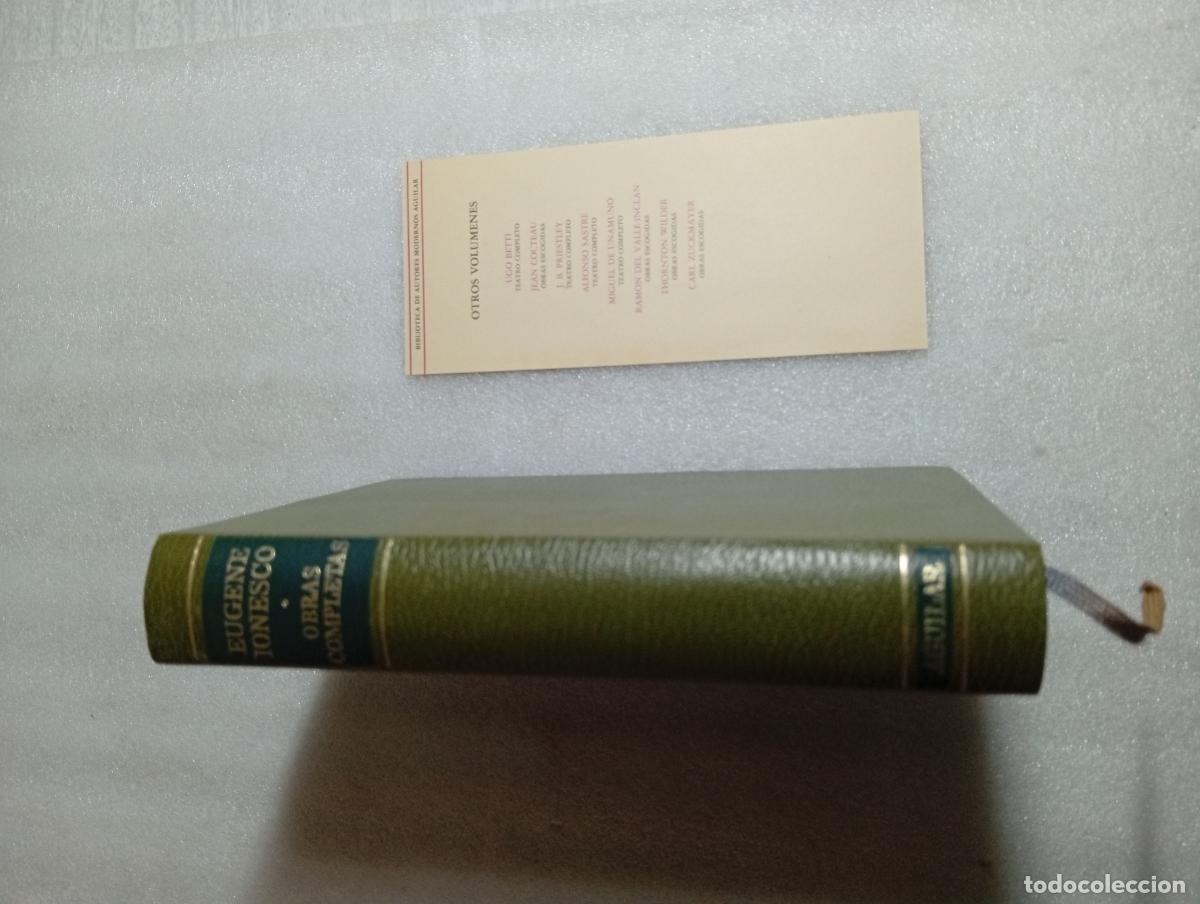 BIBLIOTECA DE AUTORES MODERNOS AGUILAR
OTROS VOLUMENES
UGO BETTI
TEATRO COMPLETO
JEAN COCTEAU
OBRAS ESCOGIDAS
J. B. PRIESTLEY
TEATRO COMPLETO
ALFONSO SASTRE
TEATRO COMPLETO
MIGUEL DE UNAMUNO
TEATRO COMPLETO
RAMON DEL VALLE-INCLAN
OBRAS ESCOGIDAS
THORNTON WILDER
OBRAS ESCOGIDAS
CARL ZUCKMAYER
OBRAS ESCOGIDAS
EUGENE
IONESCO
OBRAS
COMPLETAS
AGUILAR
todocoleccion